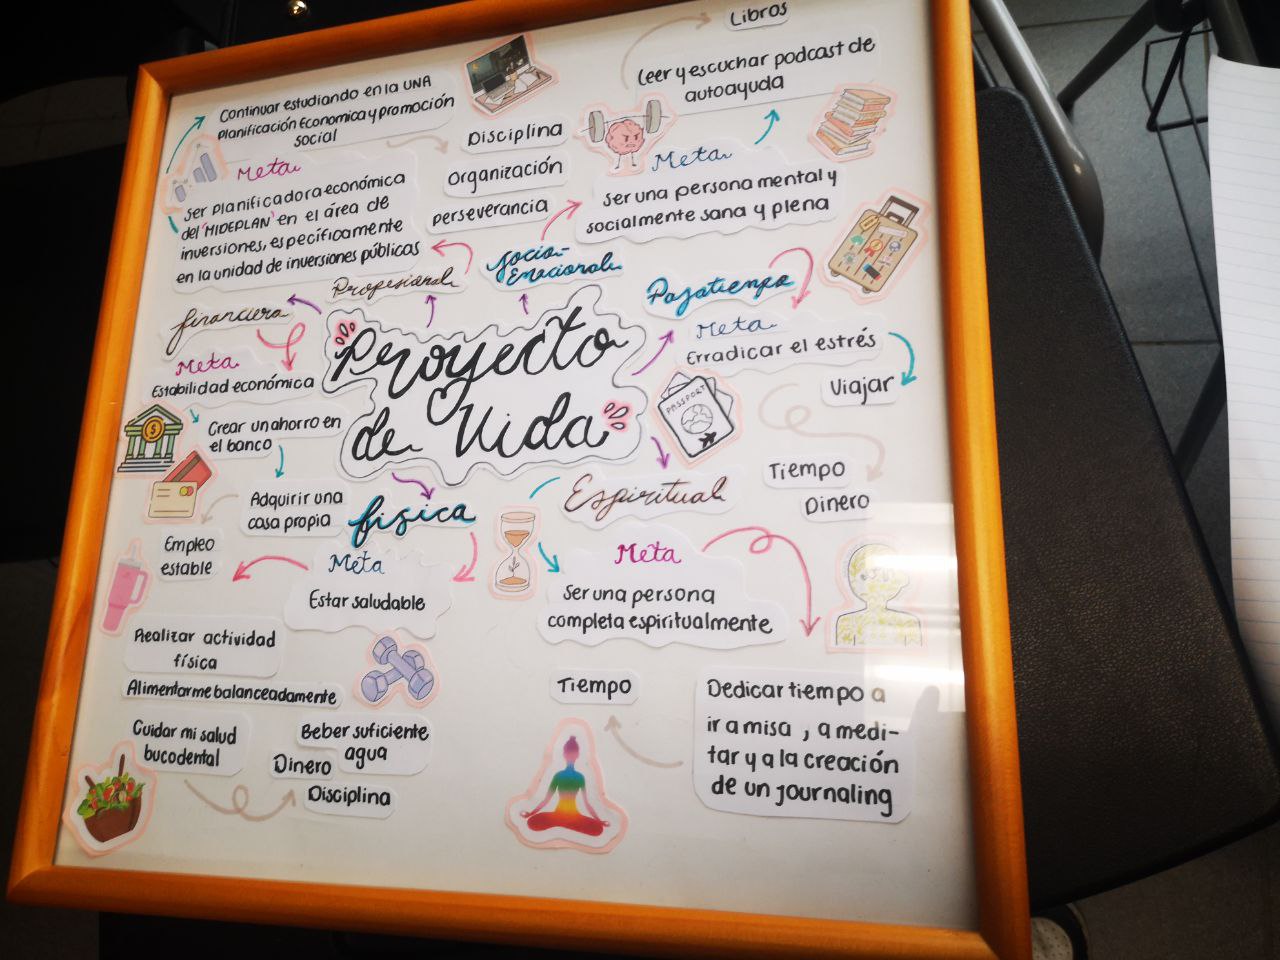 Proyecto
de Vida
Profesional
Meta
Ser planificadora económica
del "MIDEPLAN" en el área de
inversiones, específicamente
en la unidad de inversiones públicas
Continuar estudiando en la UNA
planificación Economica y promoción
social
Disciplina
Organización
perseverancia
socio-
Emocional
Meta
Ser una persona mental y
socialmente sana y plena
Leer y escuchar podcast de
autoayuda
Libros
Pasatiempo
Meta
Erradicar el estrés
Viajar
Tiempo
Dinero
PASSPORT
financiera
Meta
Estabilidad económica
Crear un ahorro en
el banco
Adquirir una
casa propia
Empleo
estable
física
Meta
Estar saludable
Realizar actividad
física
Alimentarme balanceadamente
Cuidar mi salud
bucodental
Beber suficiente
agua
Dinero
Disciplina
Espiritual
Meta
Ser una persona
completa espiritualmente
Dedicar tiempo a
ir a misa, a medi-
tar y a la creación
de un journaling
Tiempo